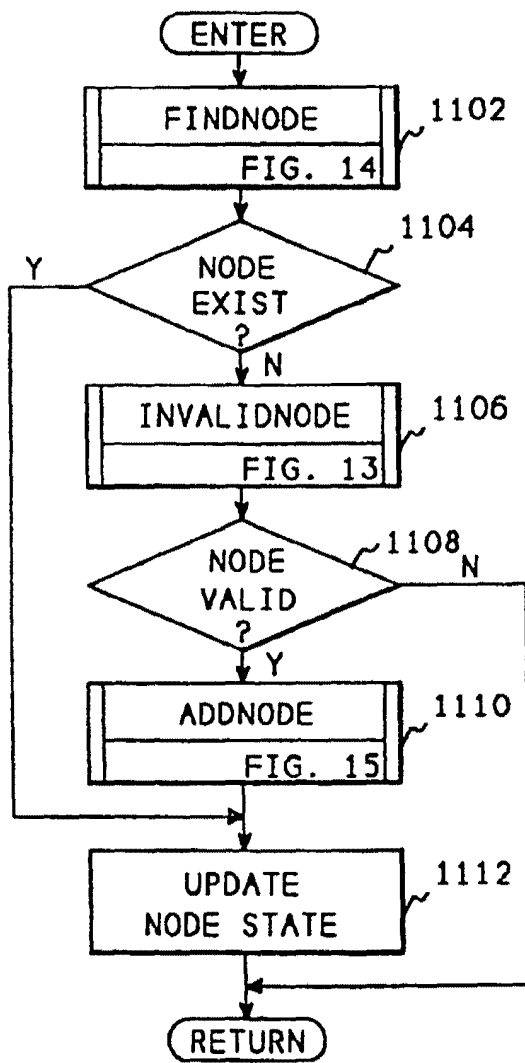 ENTER
FINDNODE
1102
FIG. 14
1104
Y
NODE
EXIST
?
N
INVALIDNODE
1106
FIG. 13
1108
NODE
N
VALID
?
Y
ADDNODE
1110
FIG. 15
UPDATE
1112
NODE STATE
RETURN